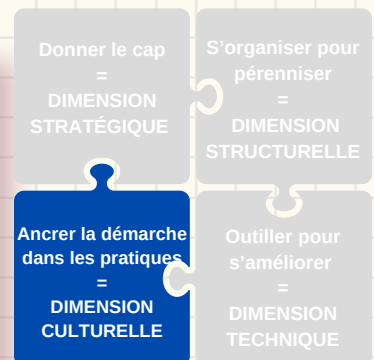 Donner le cap
=
DIMENSION
STRATÉGIQUE
S’organiser pour
pérenniser
=
DIMENSION
STRUCTURELLE
Ancrer la démarche
dans les pratiques
=
DIMENSION
CULTURELLE
Outiller pour
s’améliorer
=
DIMENSION
TECHNIQUE